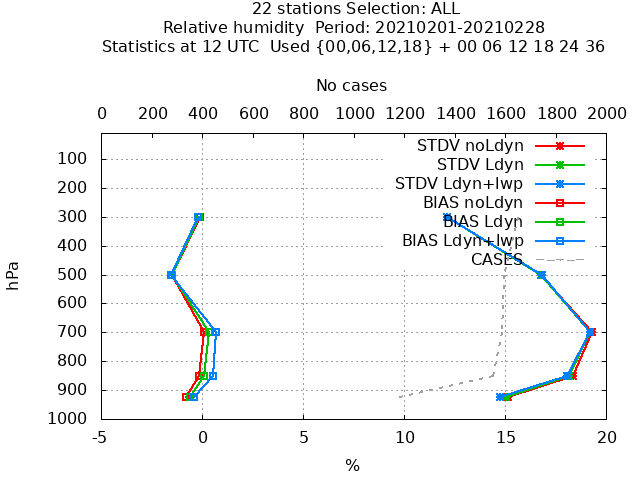 22 stations Selection: ALL
Relative humidity  Period: 20210201-20210228
Statistics at 12 UTC  Used {00,06,12,18} + 00 06 12 18 24 36
No cases
0 200 400 600 800 1000 1200 1400 1600 1800 2000
STDV noLdyn
STDV Ldyn
STDV Ldyn+lwp
BIAS noLdyn
BIAS Ldyn
BIAS Ldyn+lwp
CASES
100
200
300
400
500
600
700
800
900
1000
hPa
-5 0 5 10 15 20
%